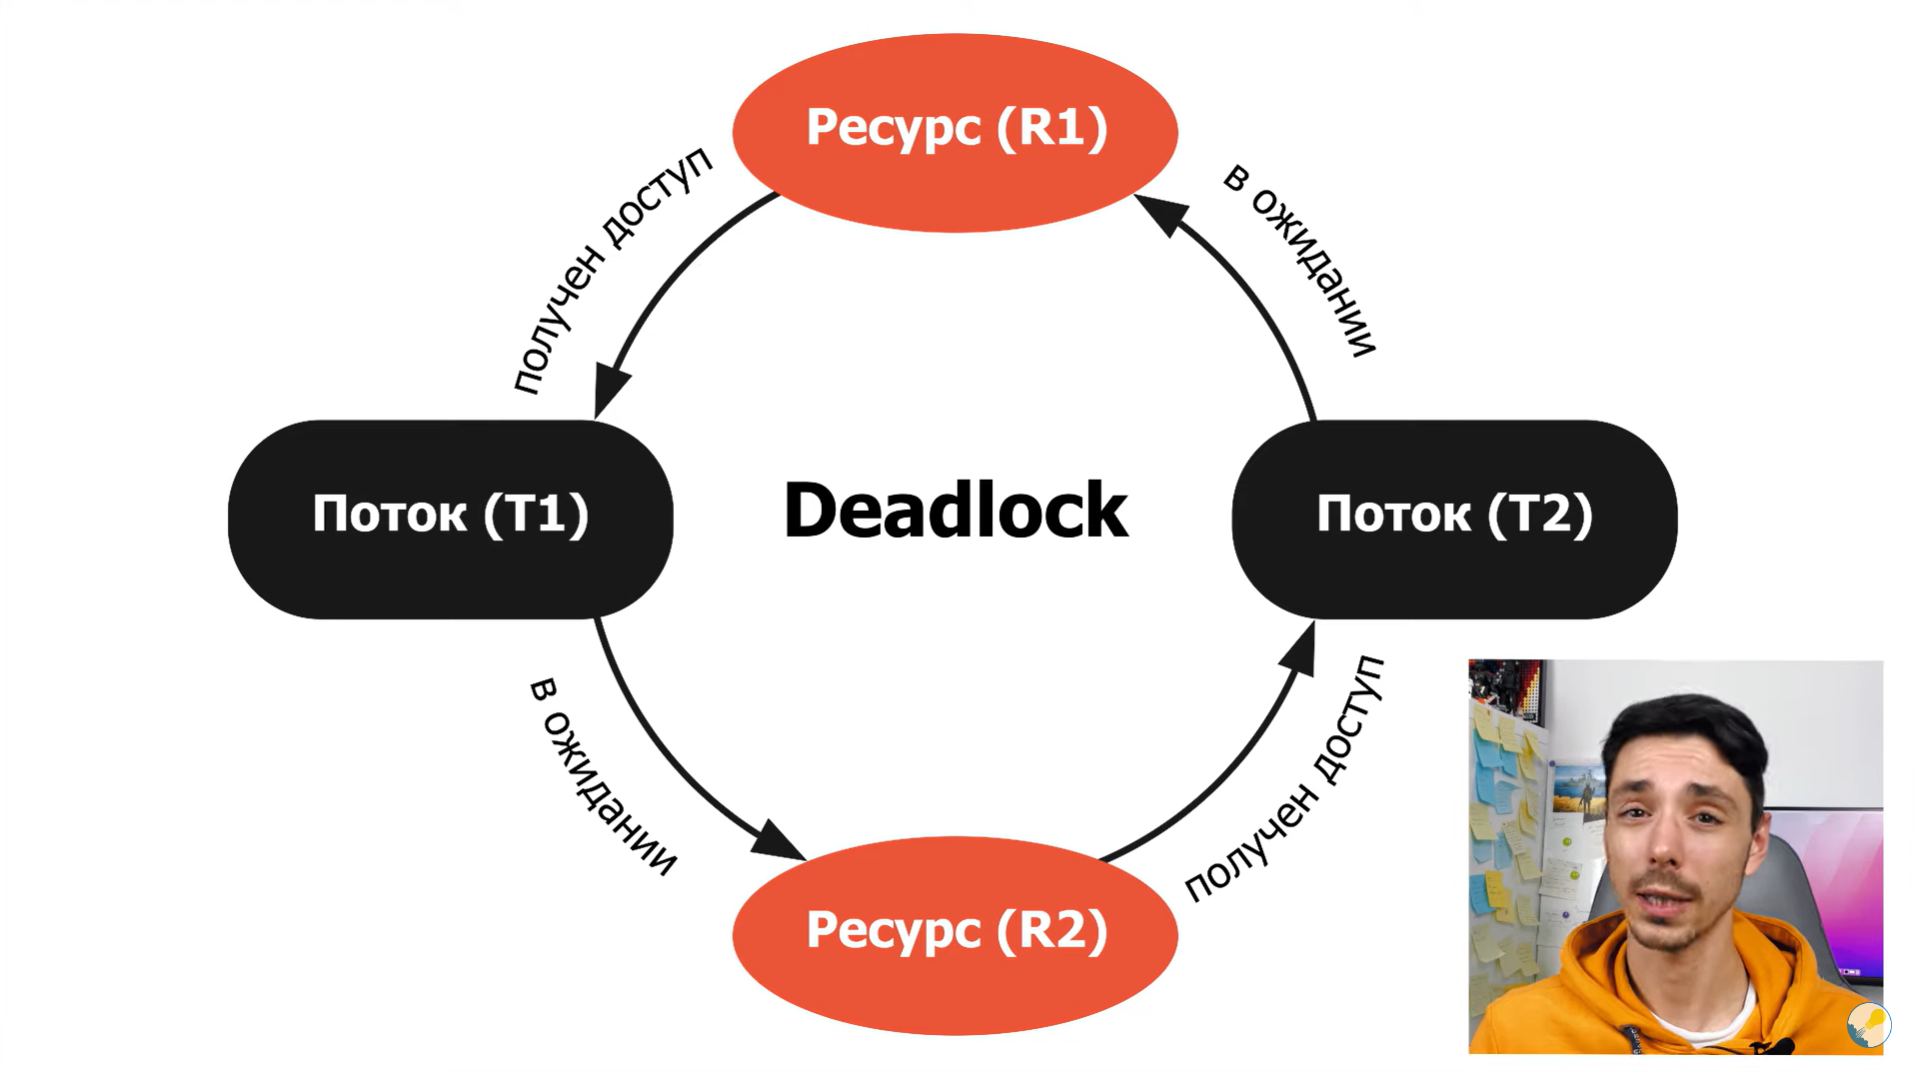 Ресурс (R1)
получен доступ
в ожидании
Поток (T1)
Deadlock
Поток (T2)
в ожидании
получен доступ
Ресурс (R2)